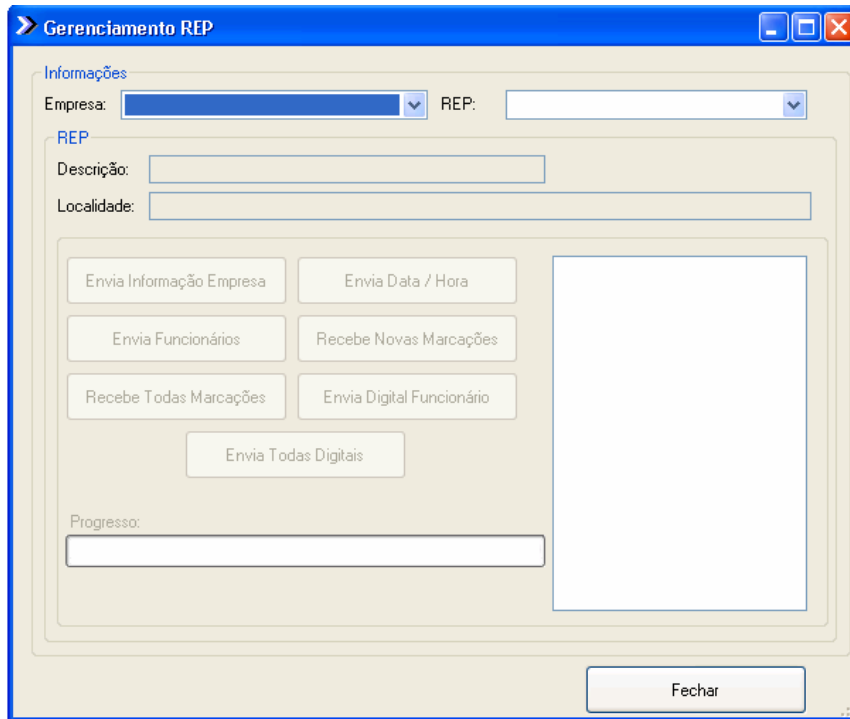 Gerenciamento REP
Informações
Empresa: REP:
REP
Descrição:
Localidade:
Envia Informação Empresa Envia Data / Hora
Envia Funcionários Recebe Novas Marcações
Recebe Todas Marcações Envia Digital Funcionário
Envia Todas Digitais
Progresso:
Fechar